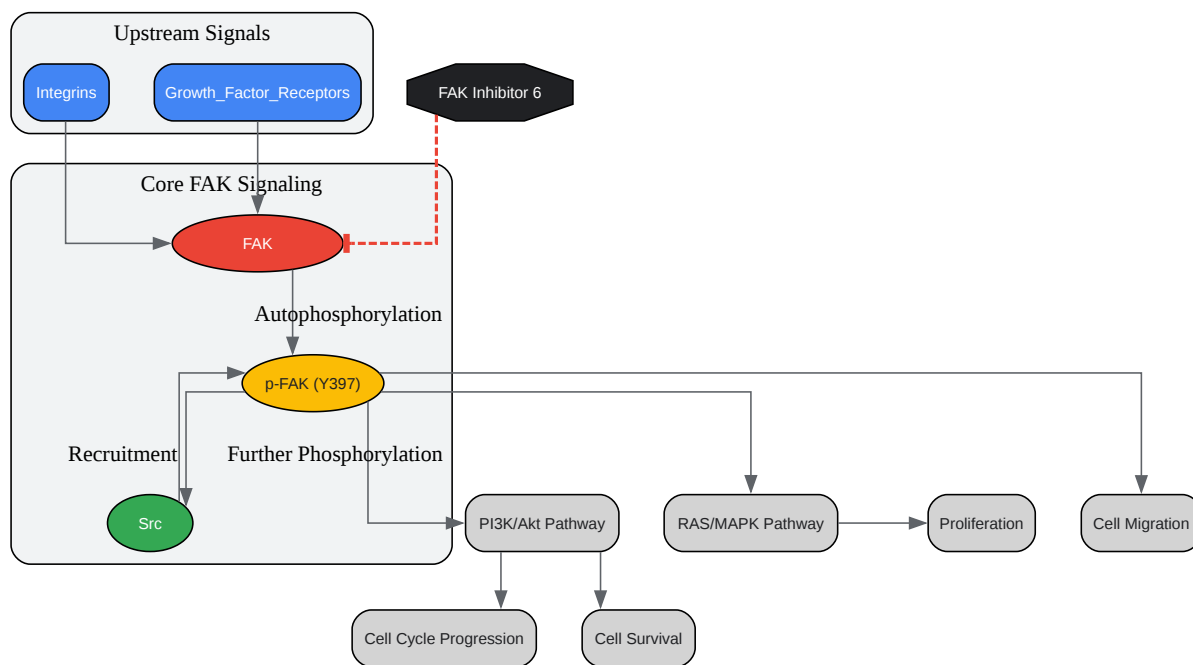 Upstream Signals
Integrins
Growth_Factor_Receptors
FAK Inhibitor 6
Core FAK Signaling
FAK
Autophosphorylation
p-FAK (Y397)
Recruitment
Further Phosphorylation
Src
PI3K/Akt Pathway
RAS/MAPK Pathway
Proliferation
Cell Migration
Cell Cycle Progression
Cell Survival